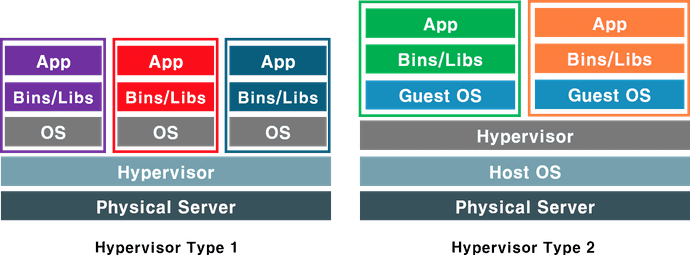 App App App
Bins/Libs Bins/Libs Bins/Libs
OS OS OS
Hypervisor
Physical Server
Hypervisor Type 1
App App
Bins/Libs Bins/Libs
Guest OS Guest OS
Hypervisor
Host OS
Physical Server
Hypervisor Type 2